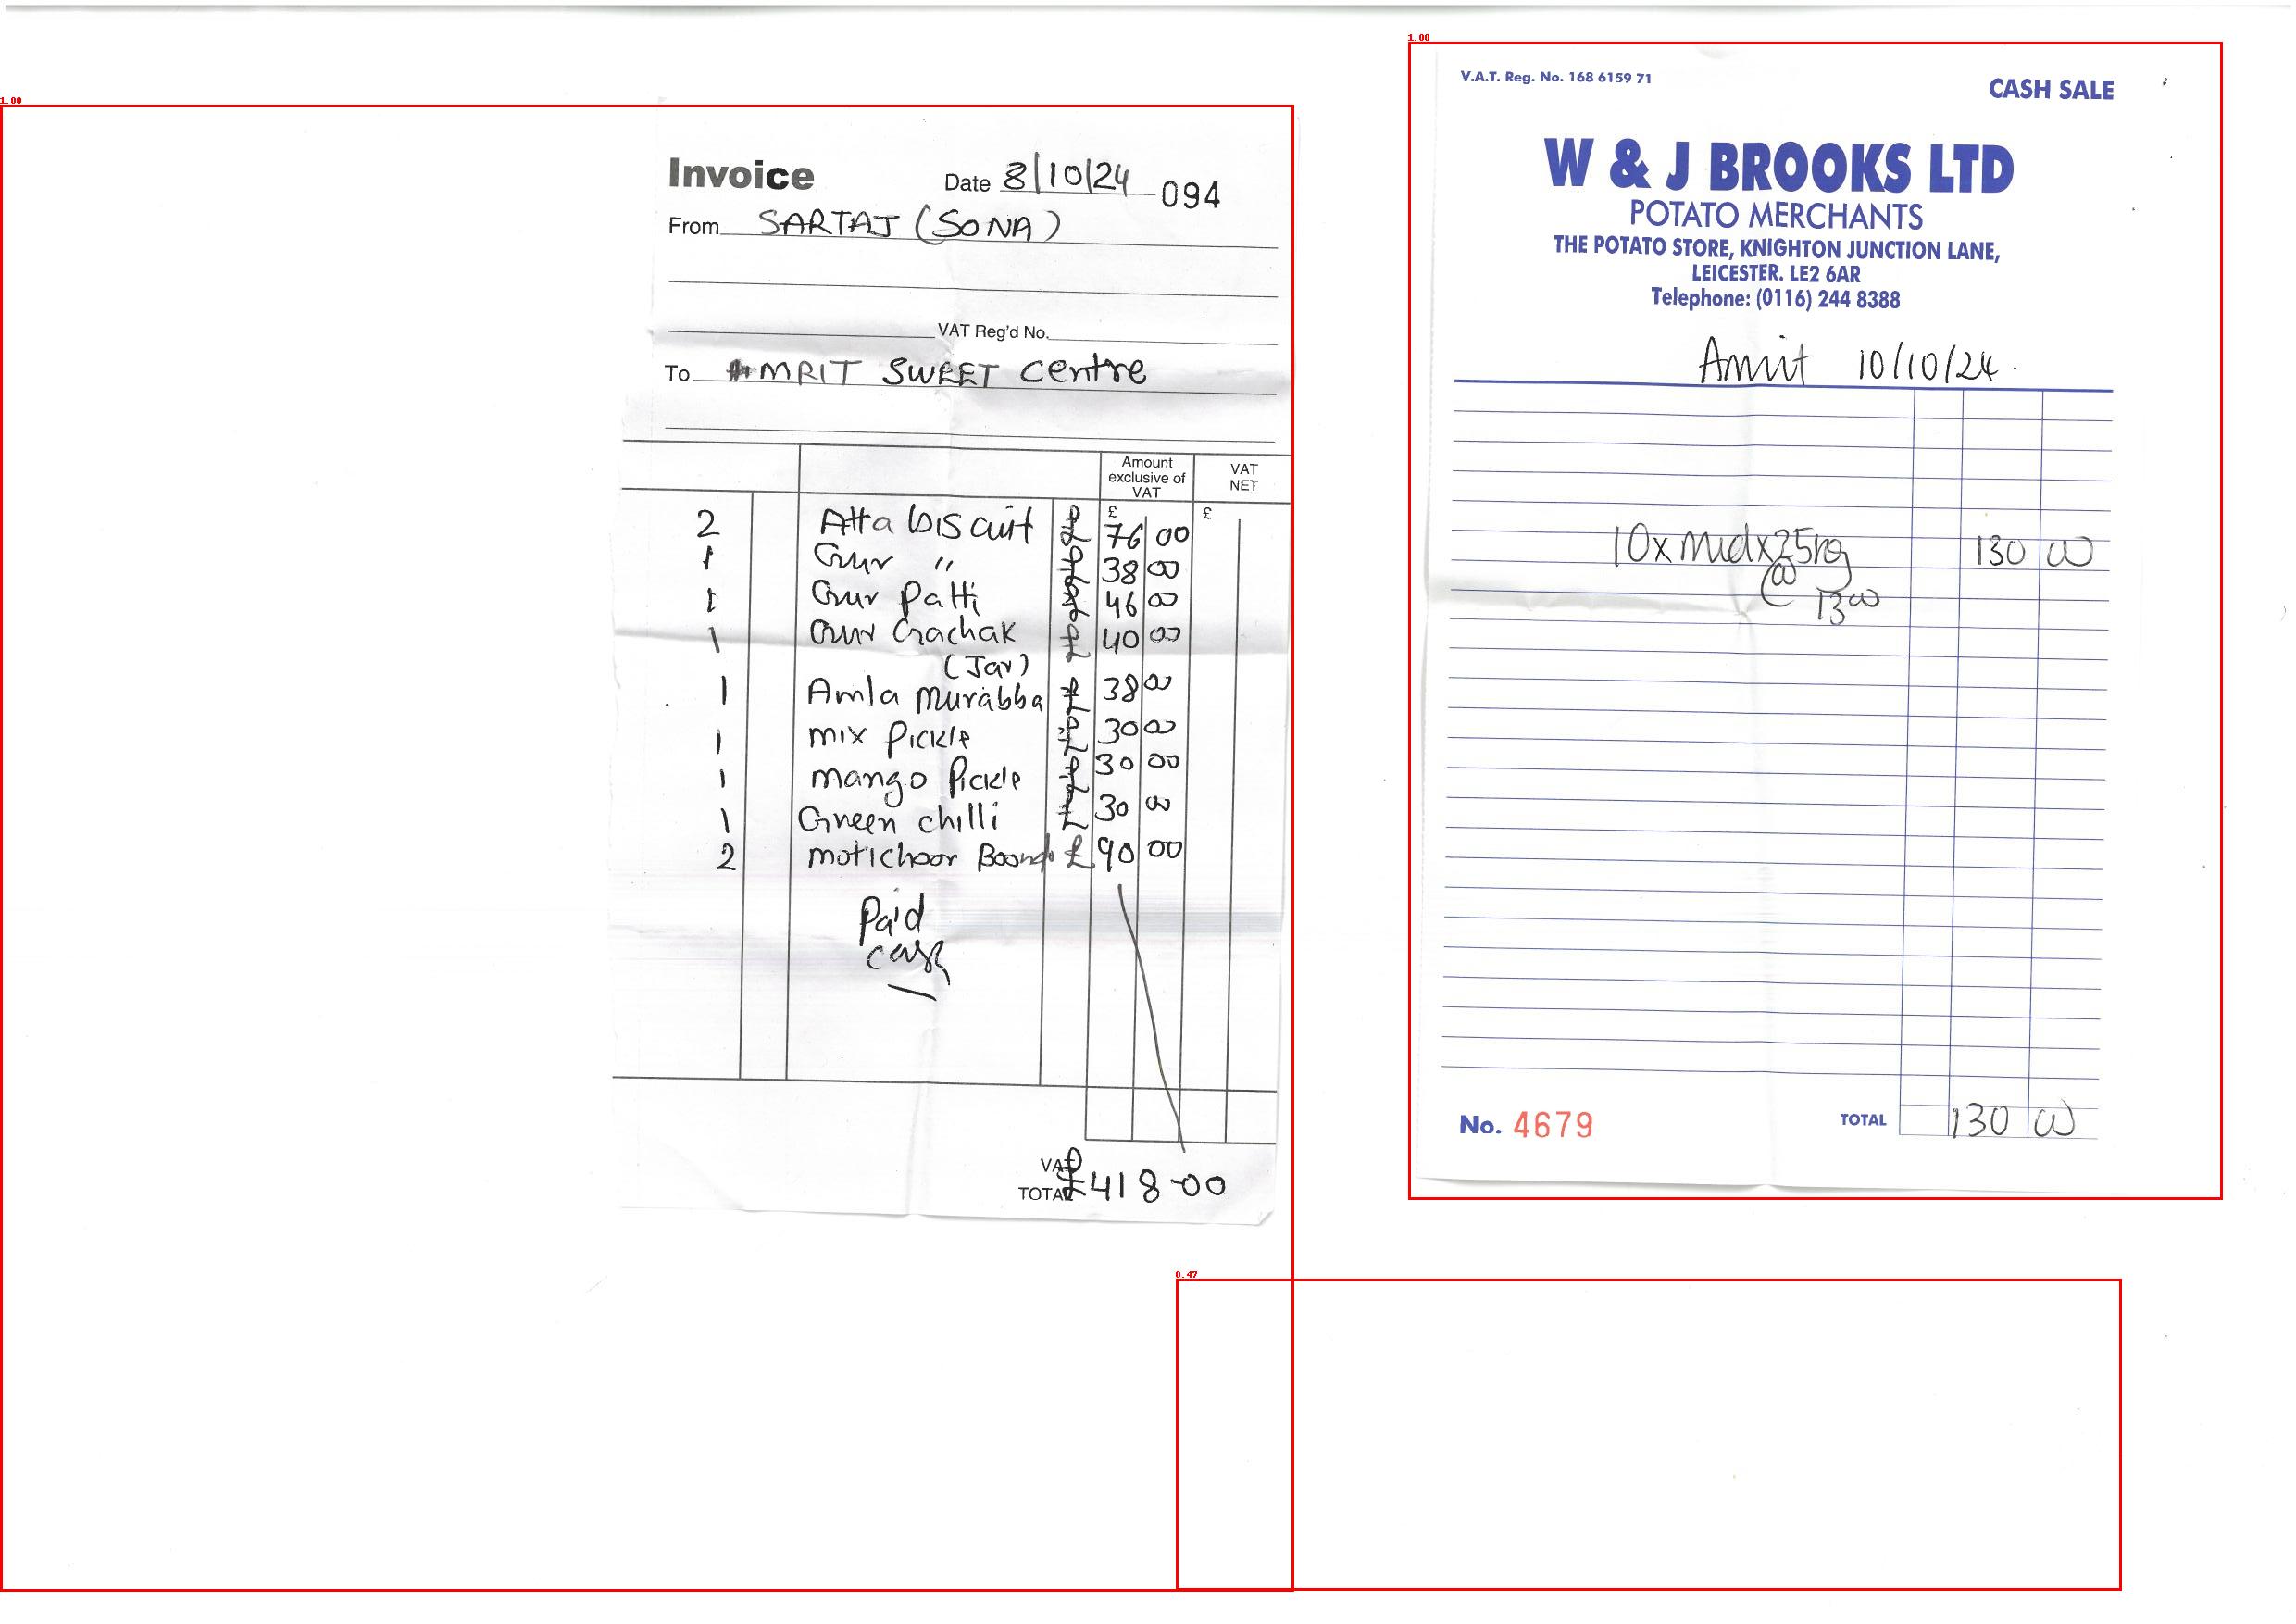 1.00
1.00
Invoice
Date 8/10/24 094
From SARTAJ (SONA)
VAT Reg'd No.
To AMRIT SWEET Centre
Amount exclusive of VAT
VAT NET
£ £
2 Atta biscuit £ 76 00
1 Gur " £ 38 00
1 Gur Patti £ 46 00
1 Gur Gachak £ 40 00
(Jar)
1 Amla Murabba £ 38 00
1 mix Pickle £ 30 00
1 mango Pickle £ 30 00
1 Green chilli £ 30 00
2 motichoor £ 90 00
Paid
cash
VAT
TOTAL £418-00
V.A.T. Reg. No. 168 6159 71
CASH SALE
W & J BROOKS LTD
POTATO MERCHANTS
THE POTATO STORE, KNIGHTON JUNCTION LANE,
LEICESTER. LE2 6AR
Telephone: (0116) 244 8388
Amrit 10/10/24.
10x mid x 25kg 130 00
@ 13 00
No. 4679
TOTAL 130 00
0.47